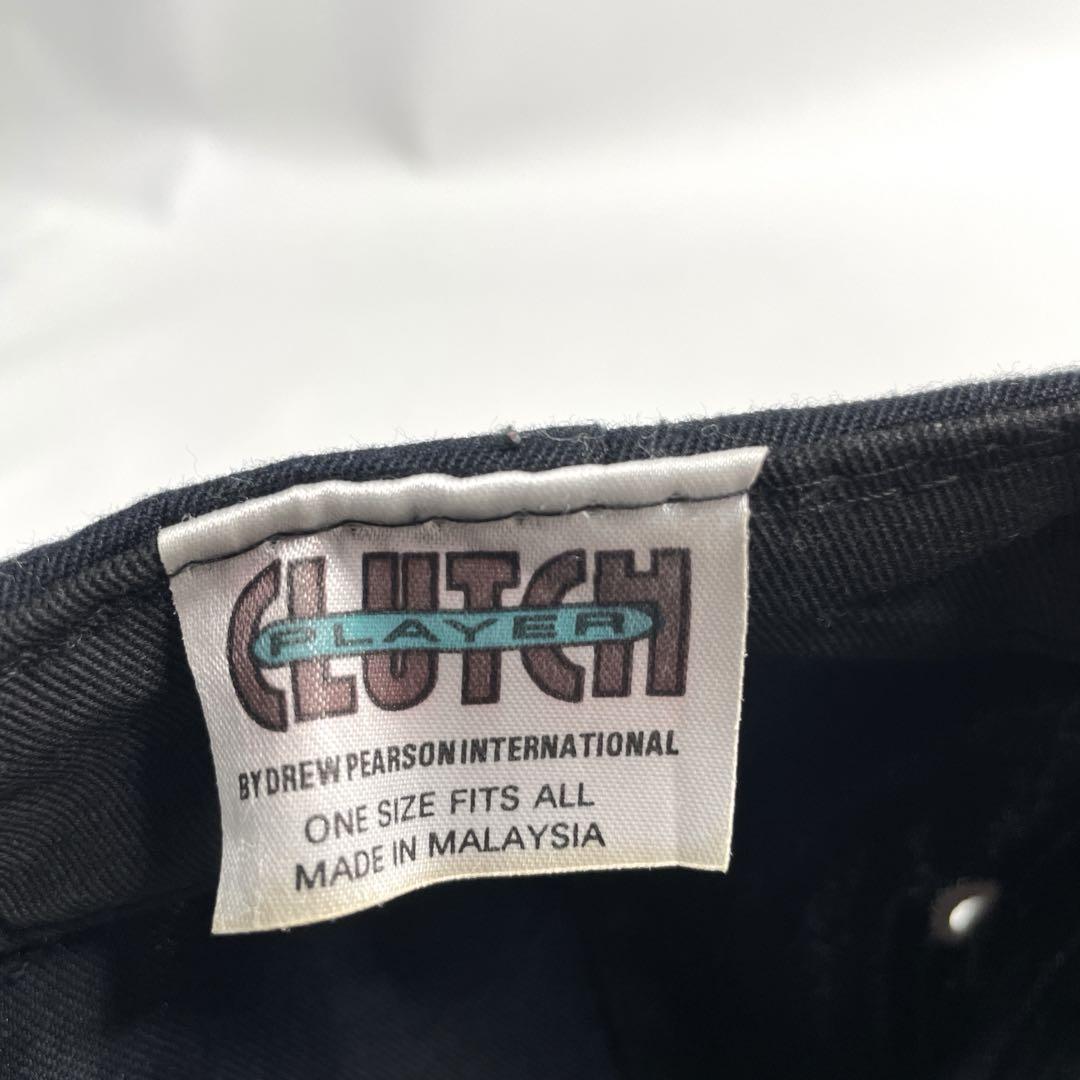 CLUTCH
PLAYER
BY DREW PEARSON INTERNATIONAL
ONE SIZE FITS ALL
MADE IN MALAYSIA